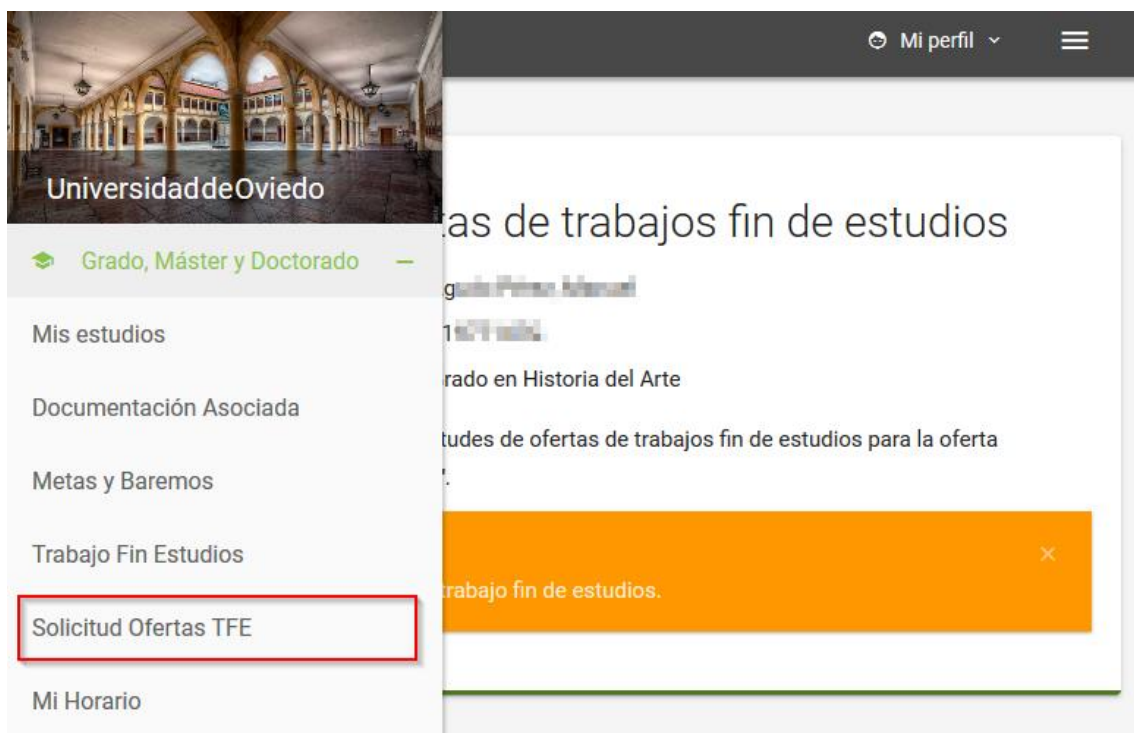 Mi perfil
UniversidaddeOviedo
Grado, Máster y Doctorado
Mis estudios
Documentación Asociada
Metas y Baremos
Trabajo Fin Estudios
Solicitud Ofertas TFE
Mi Horario
as de trabajos fin de estudios
rado en Historia del Arte
tudes de ofertas de trabajos fin de estudios para la oferta
".
trabajo fin de estudios.